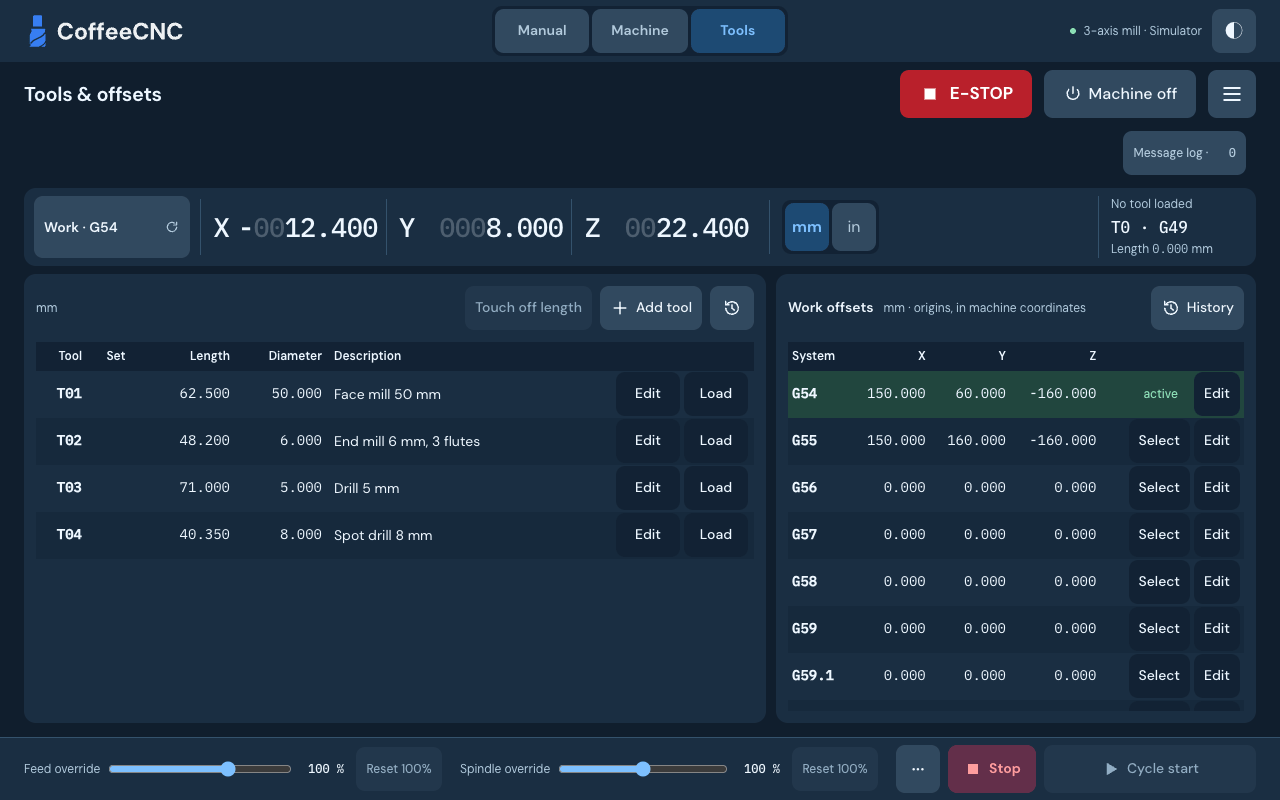 CoffeeCNC
Manual Machine Tools
3-axis mill · Simulator
Tools & offsets
E-STOP
Machine off
Message log · 0
Work · G54
X -0012.400
Y 0008.000
Z 0022.400
mm in
No tool loaded
T0 · G49
Length 0.000 mm
mm
Touch off length
Add tool
Tool Set Length Diameter Description
T01 62.500 50.000 Face mill 50 mm Edit Load
T02 48.200 6.000 End mill 6 mm, 3 flutes Edit Load
T03 71.000 5.000 Drill 5 mm Edit Load
T04 40.350 8.000 Spot drill 8 mm Edit Load
Work offsets mm · origins, in machine coordinates
History
System X Y Z
G54 150.000 60.000 -160.000 active Edit
G55 150.000 160.000 -160.000 Select Edit
G56 0.000 0.000 0.000 Select Edit
G57 0.000 0.000 0.000 Select Edit
G58 0.000 0.000 0.000 Select Edit
G59 0.000 0.000 0.000 Select Edit
G59.1 0.000 0.000 0.000 Select Edit
Feed override 100 % Reset 100%
Spindle override 100 % Reset 100%
...
Stop
Cycle start